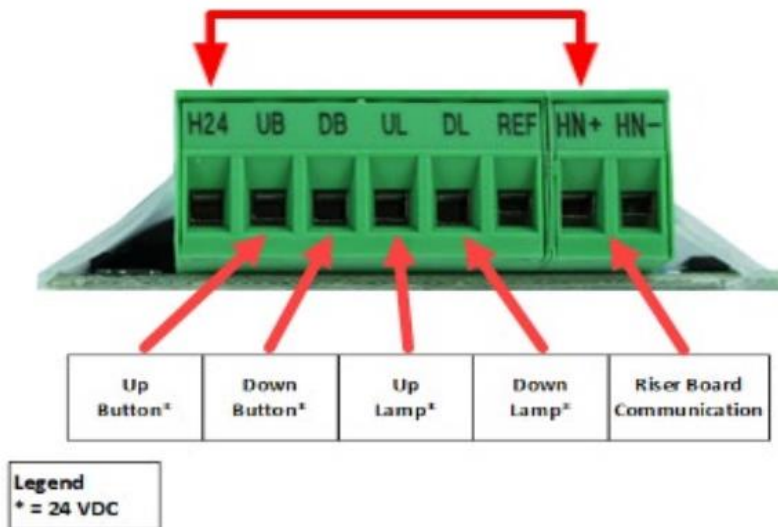 H24 UB DB UL DL REF HN+ HN-
Up
Button*
Down
Button*
Up
Lamp*
Down
Lamp*
Riser Board
Communication
Legend
* = 24 VDC